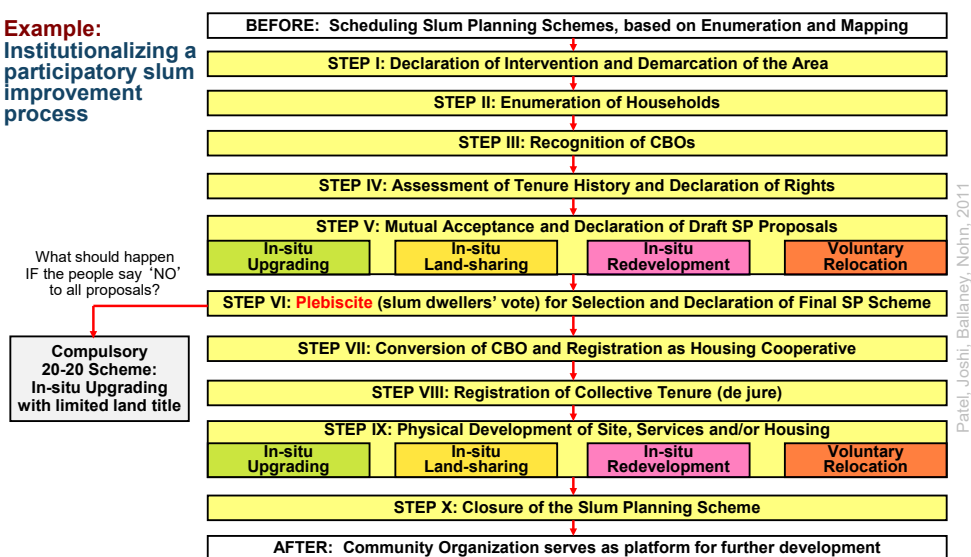 Example:
Institutionalizing a
participatory slum
improvement
process
BEFORE: Scheduling Slum Planning Schemes, based on Enumeration and Mapping
STEP I: Declaration of Intervention and Demarcation of the Area
STEP II: Enumeration of Households
STEP III: Recognition of CBOs
STEP IV: Assessment of Tenure History and Declaration of Rights
STEP V: Mutual Acceptance and Declaration of Draft SP Proposals
In-situ
Upgrading
In-situ
Land-sharing
In-situ
Redevelopment
Voluntary
Relocation
What should happen
IF the people say ‘NO’
to all proposals?
STEP VI: Plebiscite (slum dwellers’ vote) for Selection and Declaration of Final SP Scheme
Compulsory
20-20 Scheme:
In-situ Upgrading
with limited land title
STEP VII: Conversion of CBO and Registration as Housing Cooperative
STEP VIII: Registration of Collective Tenure (de jure)
STEP IX: Physical Development of Site, Services and/or Housing
In-situ
Upgrading
In-situ
Land-sharing
In-situ
Redevelopment
Voluntary
Relocation
STEP X: Closure of the Slum Planning Scheme
AFTER: Community Organization serves as platform for further development
Patel, Joshi, Ballaney, Nohn, 2011